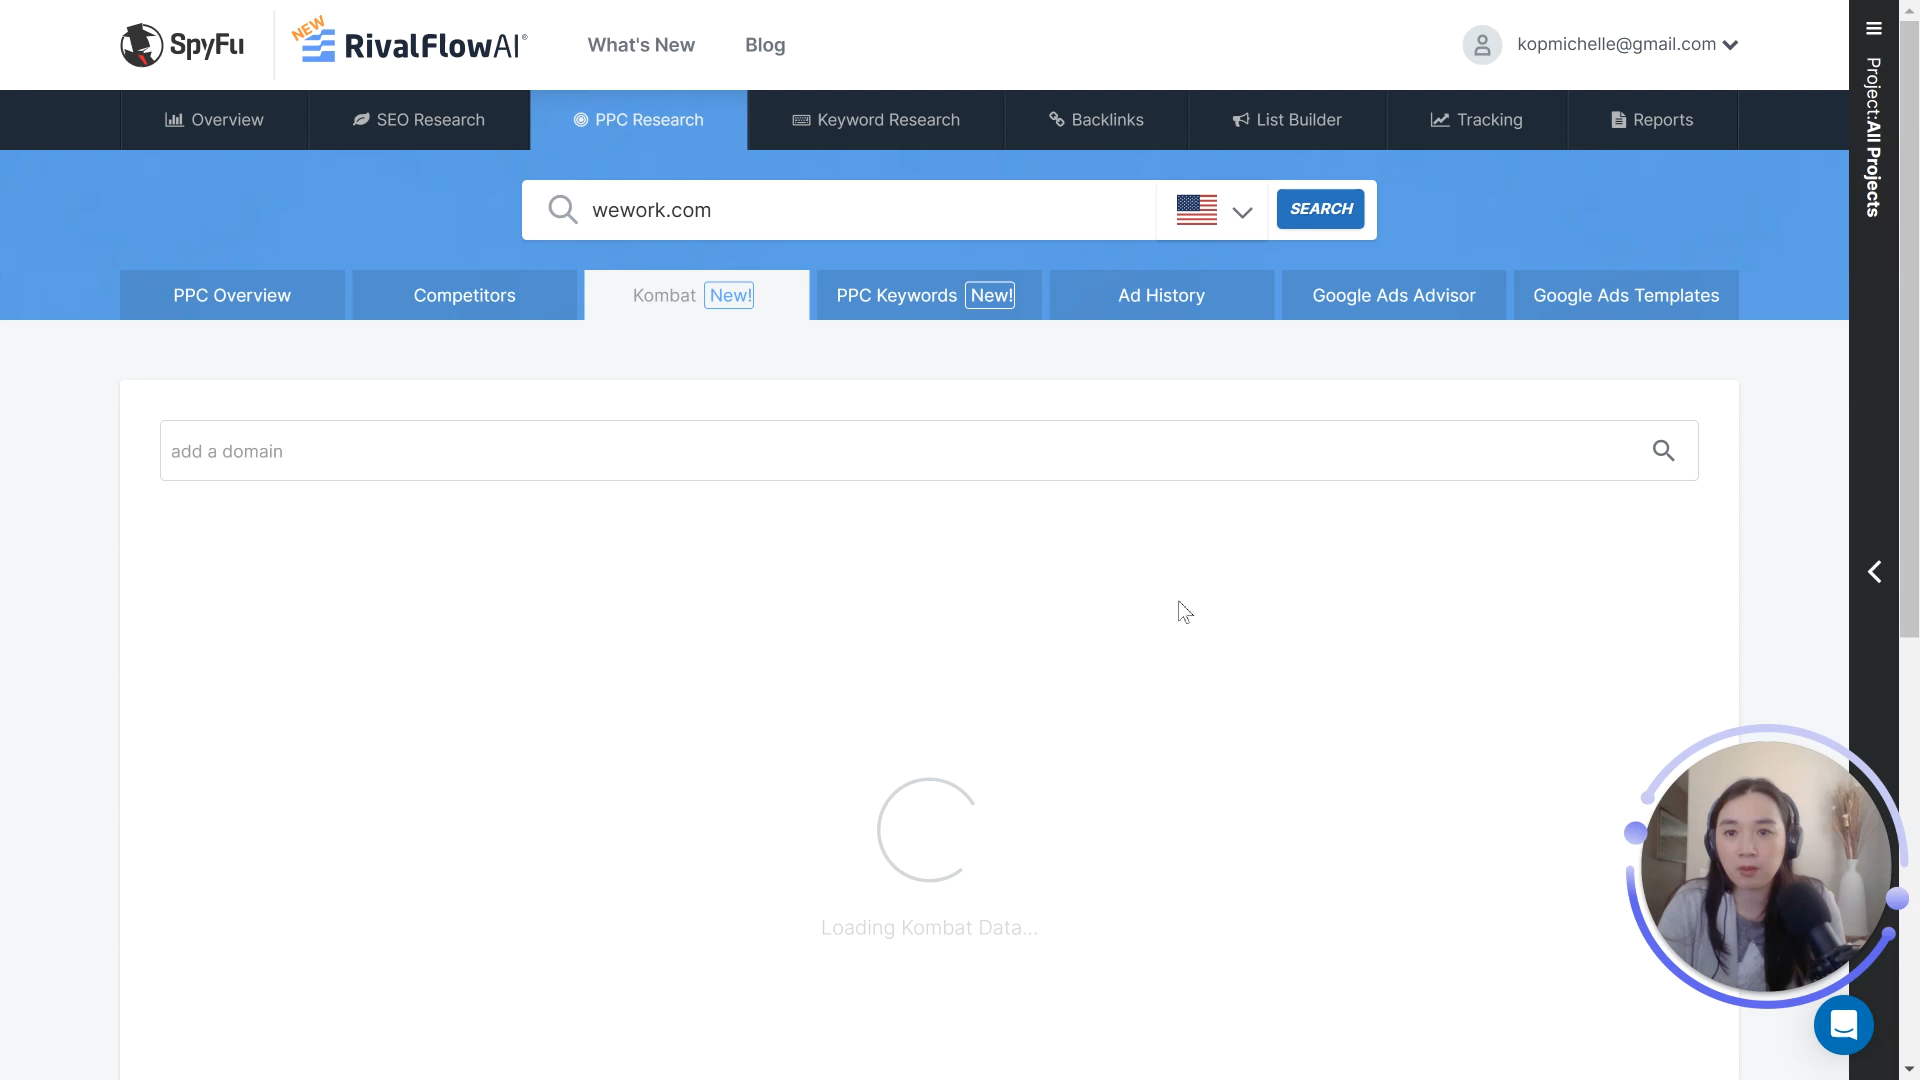 SpyFu
NEW
RivalFlowAI®
What's New
Blog
kopmichelle@gmail.com
Overview
SEO Research
PPC Research
Keyword Research
Backlinks
List Builder
Tracking
Reports
wework.com
SEARCH
PPC Overview
Competitors
Kombat New!
PPC Keywords New!
Ad History
Google Ads Advisor
Google Ads Templates
Project:All Projects
add a domain
Loading Kombat Data...